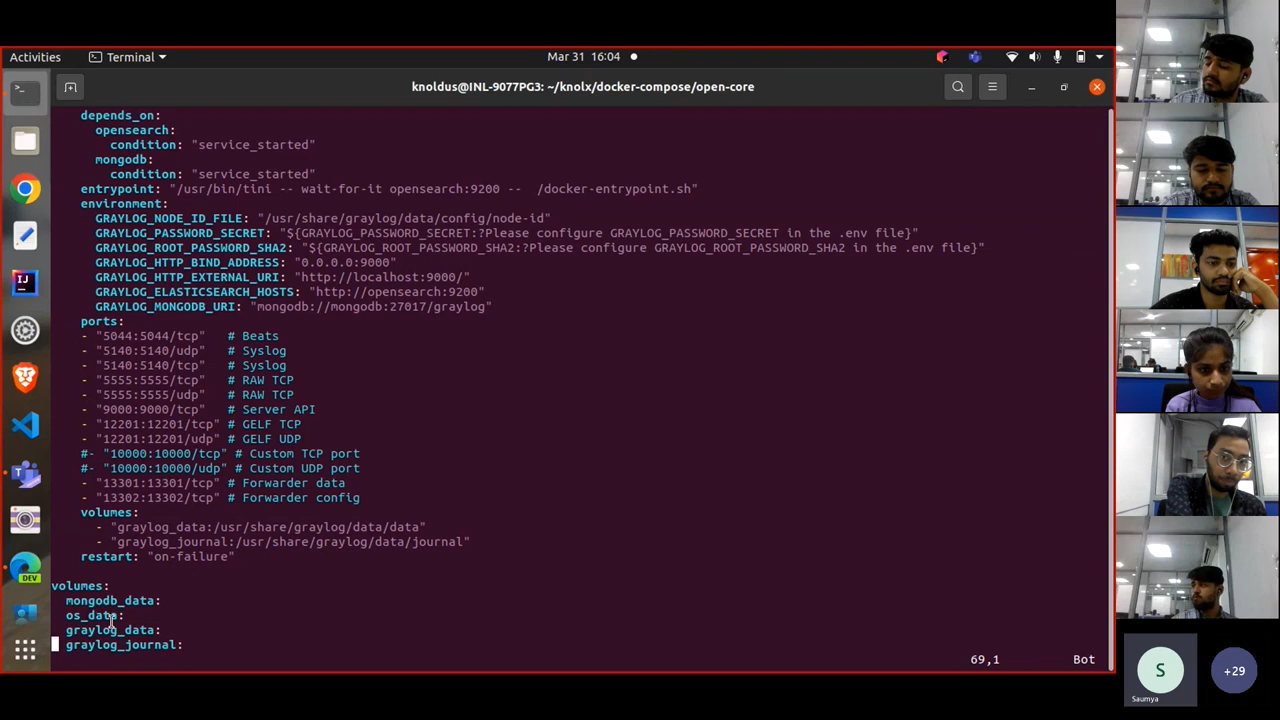 Activities
Terminal
Mar 31 16:04
knoldus@INL-9077PG3: ~/knolx/docker-compose/open-core
depends_on:
opensearch:
condition: "service_started"
mongodb:
condition: "service_started"
entrypoint: "/usr/bin/tini -- wait-for-it opensearch:9200 --  /docker-entrypoint.sh"
environment:
GRAYLOG_NODE_ID_FILE: "/usr/share/graylog/data/config/node-id"
GRAYLOG_PASSWORD_SECRET: "${GRAYLOG_PASSWORD_SECRET:?Please configure GRAYLOG_PASSWORD_SECRET in the .env file}"
GRAYLOG_ROOT_PASSWORD_SHA2: "${GRAYLOG_ROOT_PASSWORD_SHA2:?Please configure GRAYLOG_ROOT_PASSWORD_SHA2 in the .env file}"
GRAYLOG_HTTP_BIND_ADDRESS: "0.0.0.0:9000"
GRAYLOG_HTTP_EXTERNAL_URI: "http://localhost:9000/"
GRAYLOG_ELASTICSEARCH_HOSTS: "http://opensearch:9200"
GRAYLOG_MONGODB_URI: "mongodb://mongodb:27017/graylog"
ports:
- "5044:5044/tcp"   # Beats
- "5140:5140/udp"   # Syslog
- "5140:5140/tcp"   # Syslog
- "5555:5555/tcp"   # RAW TCP
- "5555:5555/udp"   # RAW TCP
- "9000:9000/tcp"   # Server API
- "12201:12201/tcp" # GELF TCP
- "12201:12201/udp" # GELF UDP
#- "10000:10000/tcp" # Custom TCP port
#- "10000:10000/udp" # Custom UDP port
- "13301:13301/tcp" # Forwarder data
- "13302:13302/tcp" # Forwarder config
volumes:
- "graylog_data:/usr/share/graylog/data/data"
- "graylog_journal:/usr/share/graylog/data/journal"
restart: "on-failure"
volumes:
mongodb_data:
os_data:
graylog_data:
graylog_journal:
69,1
Bot
DEV
S
Saumya
+29